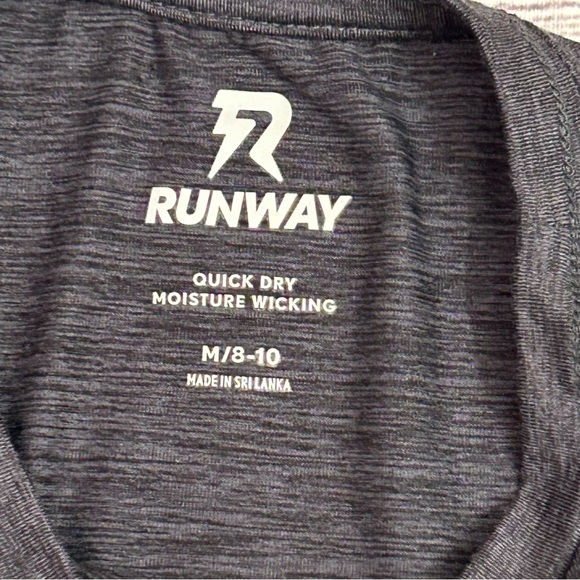 RUNWAY
QUICK DRY
MOISTURE WICKING
M/8-10
MADE IN SRI LANKA